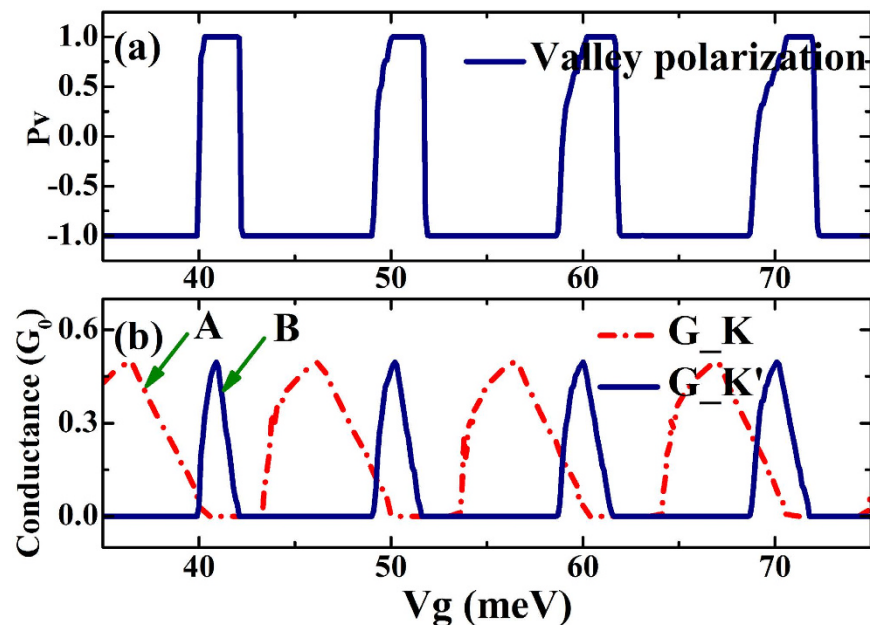 (a)
Valley polarization
Pv
1.0
0.5
0.0
-0.5
-1.0
40 50 60 70
(b)
A
B
G_K
G_K'
Conductance (G₀)
0.6
0.3
0.0
40 50 60 70
Vg (meV)